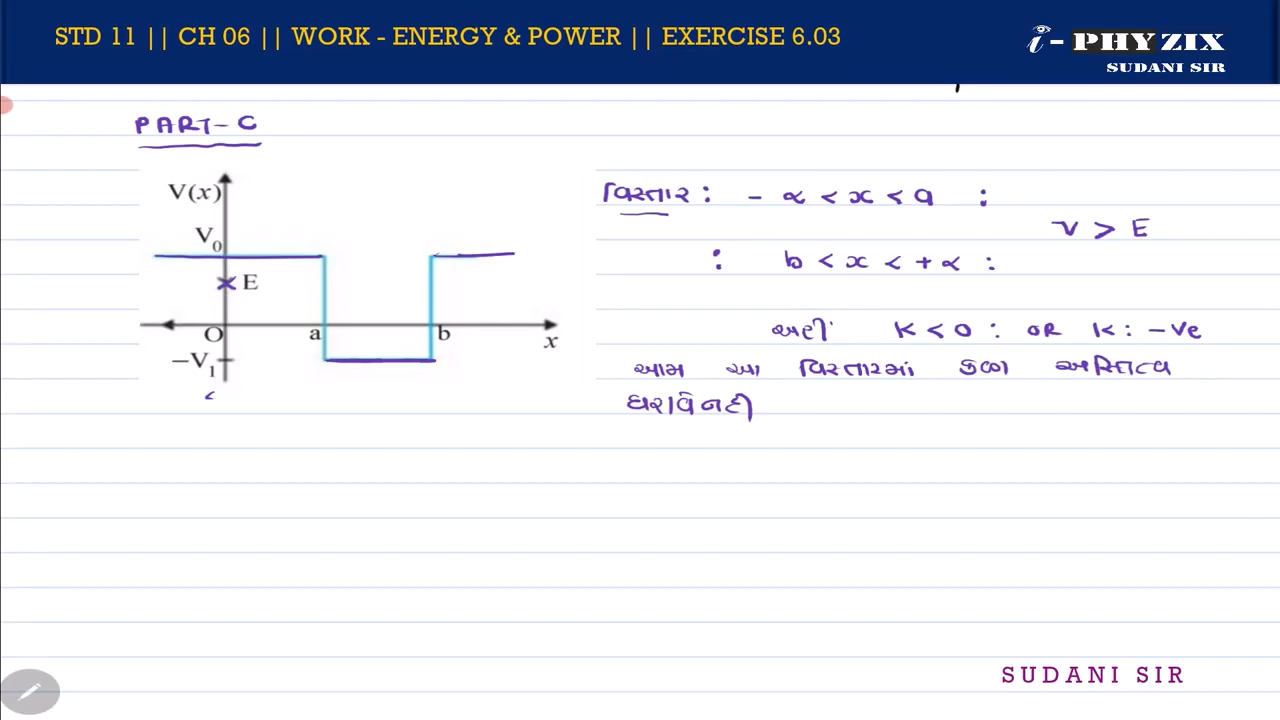 STD 11 || CH 06 || WORK - ENERGY & POWER || EXERCISE 6.03
i - PHYZIX
SUDANI SIR
PART-C
V(x)
V₀
E
O a b x
−V₁
વિસ્તાર : - ∝ < x < a :
V > E
: b < x < + ∝ :
અહીં K < 0 : OR K : -Ve
આમ આ વિસ્તારમાં કણ અસ્તિત્વ
ધરાવે નહી
SUDANI SIR